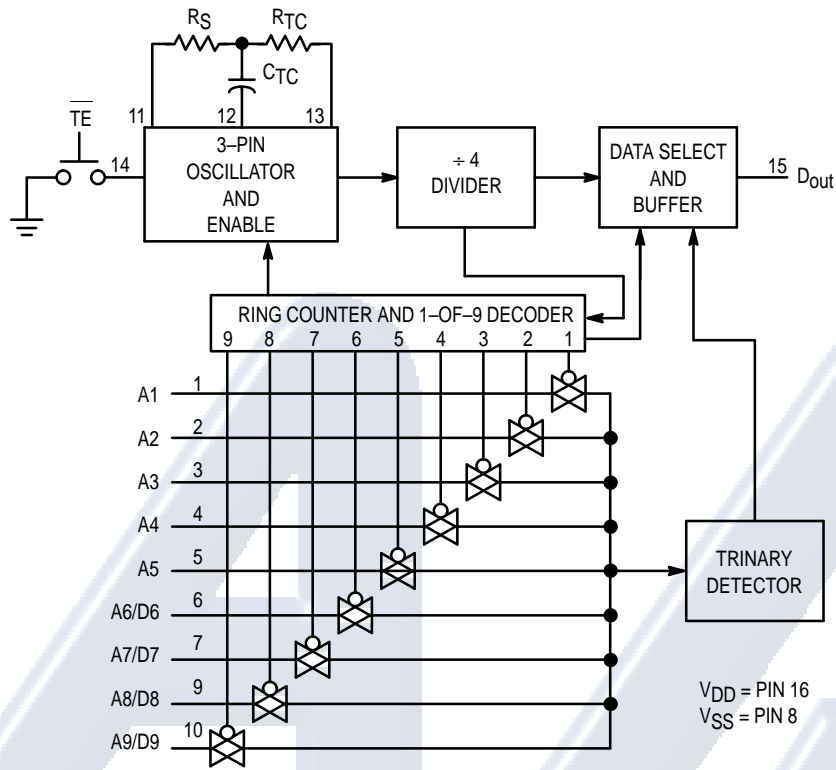 RS
RTC
CTC
TE
11
12
13
14
3–PIN
OSCILLATOR
AND
ENABLE
÷ 4
DIVIDER
DATA SELECT
AND
BUFFER
15
Dout
RING COUNTER AND 1–OF–9 DECODER
9 8 7 6 5 4 3 2 1
A1 1
A2 2
A3 3
A4 4
A5 5
A6/D6 6
A7/D7 7
A8/D8 9
A9/D9 10
TRINARY
DETECTOR
VDD = PIN 16
VSS = PIN 8